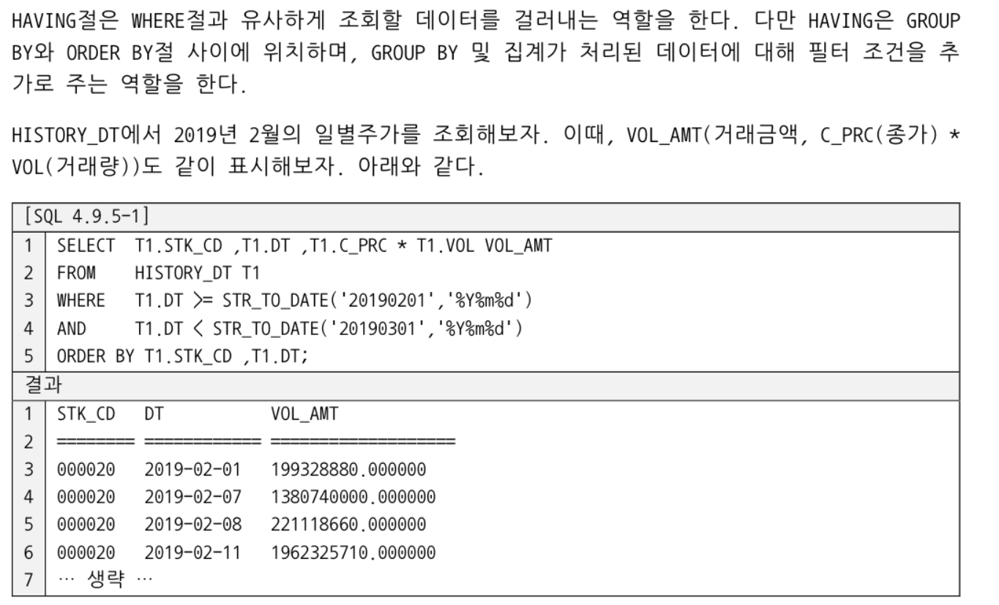 HAVING절은 WHERE절과 유사하게 조회할 데이터를 걸러내는 역할을 한다. 다만 HAVING은 GROUP
BY와 ORDER BY절 사이에 위치하며, GROUP BY 및 집계가 처리된 데이터에 대해 필터 조건을 추
가로 주는 역할을 한다.
HISTORY_DT에서 2019년 2월의 일별주가를 조회해보자. 이때, VOL_AMT(거래금액, C_PRC(종가) *
VOL(거래량))도 같이 표시해보자. 아래와 같다.
[SQL 4.9.5-1]
1 SELECT  T1.STK_CD ,T1.DT ,T1.C_PRC * T1.VOL VOL_AMT
2 FROM    HISTORY_DT T1
3 WHERE   T1.DT >= STR_TO_DATE('20190201','%Y%m%d')
4 AND     T1.DT < STR_TO_DATE('20190301','%Y%m%d')
5 ORDER BY T1.STK_CD ,T1.DT;
결과
1 STK_CD   DT           VOL_AMT
2 ======== ============ ===================
3 000020   2019-02-01   199328880.000000
4 000020   2019-02-07   1380740000.000000
5 000020   2019-02-08   221118660.000000
6 000020   2019-02-11   1962325710.000000
7 … 생략 …